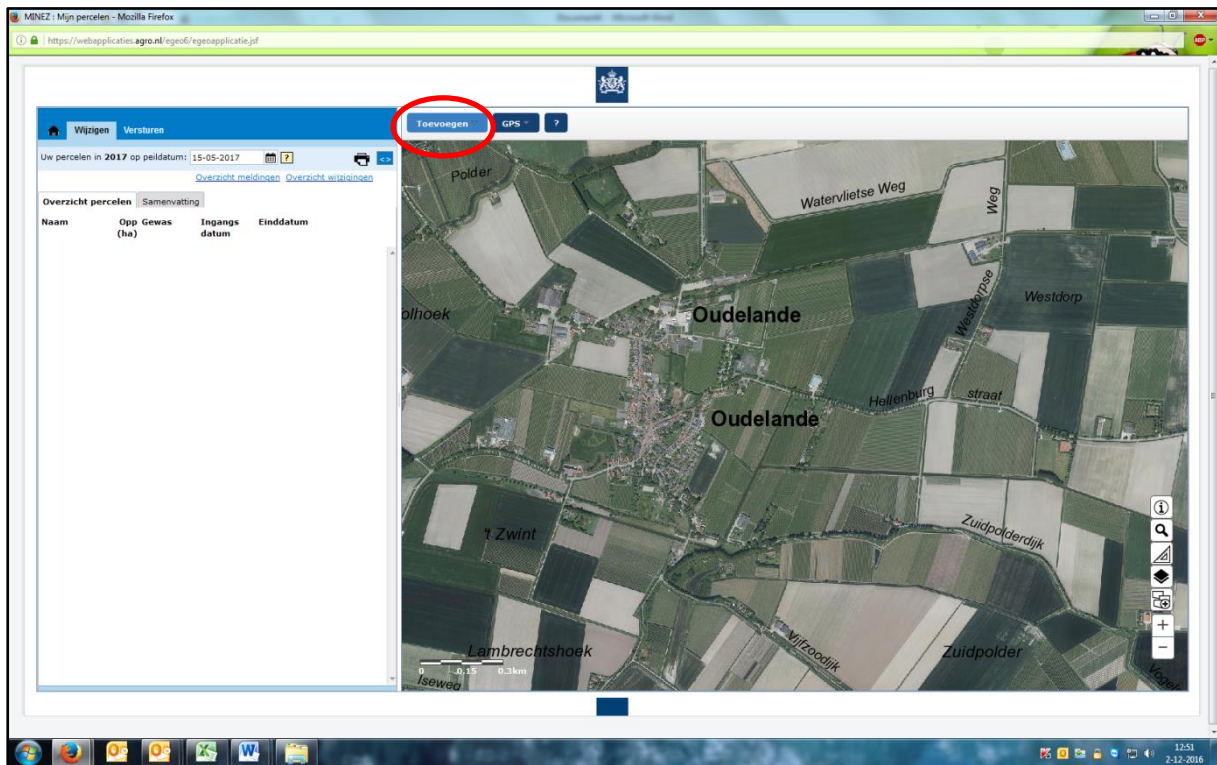 MINEZ : Mijn percelen - Mozilla Firefox
https://webapplicaties.agro.nl/egeo6/egeoapplicatie.jsf
ABP
Wijzigen Versturen
Uw percelen in 2017 op peildatum: 15-05-2017 ?
<>
Overzicht meldingen Overzicht wijzigingen
Overzicht percelen Samenvatting
Naam Opp (ha) Gewas Ingangs datum Einddatum
Toevoegen GPS ?
Polder
Watervlietse Weg
Weg
Westdorpse
Westdorp
olhoek
Oudelande
Hellenburg straat
Oudelande
't Zwint
Zuidpolderdijk
Lambrechtshoek
Vijfzoodijk
Zuidpolder
0 0.15 0.3km
Iseweg
Vogel
+
−
12:51
2-12-2016